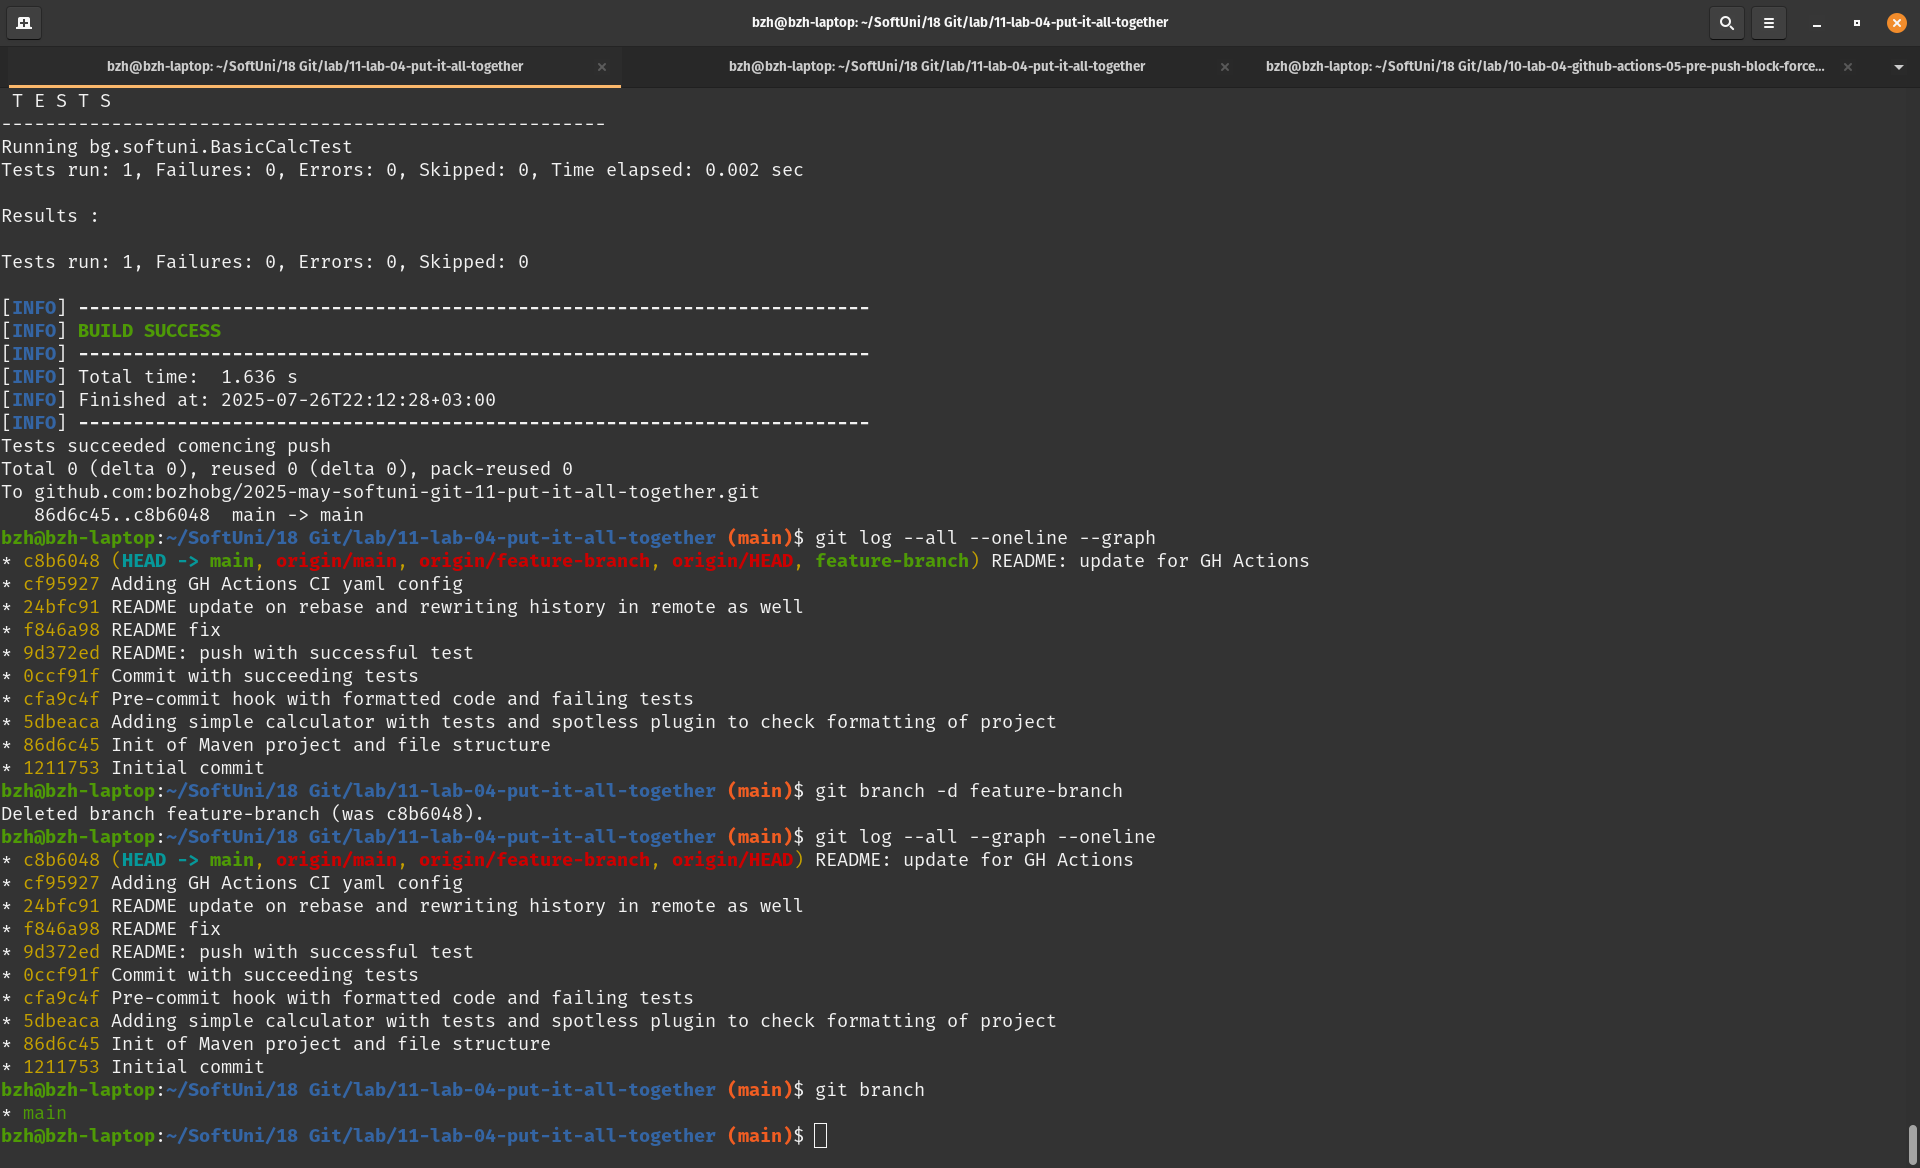 bzh@bzh-laptop: ~/SoftUni/18 Git/lab/11-lab-04-put-it-all-together
bzh@bzh-laptop: ~/SoftUni/18 Git/lab/11-lab-04-put-it-all-together
bzh@bzh-laptop: ~/SoftUni/18 Git/lab/11-lab-04-put-it-all-together
bzh@bzh-laptop: ~/SoftUni/18 Git/lab/10-lab-04-github-actions-05-pre-push-block-force...
T E S T S
-------------------------------------------------------
Running bg.softuni.BasicCalcTest
Tests run: 1, Failures: 0, Errors: 0, Skipped: 0, Time elapsed: 0.002 sec
Results :
Tests run: 1, Failures: 0, Errors: 0, Skipped: 0
[INFO] ------------------------------------------------------------------------
[INFO] BUILD SUCCESS
[INFO] ------------------------------------------------------------------------
[INFO] Total time:  1.636 s
[INFO] Finished at: 2025-07-26T22:12:28+03:00
[INFO] ------------------------------------------------------------------------
Tests succeeded comencing push
Total 0 (delta 0), reused 0 (delta 0), pack-reused 0
To github.com:bozhobg/2025-may-softuni-git-11-put-it-all-together.git
   86d6c45..c8b6048  main -> main
bzh@bzh-laptop:~/SoftUni/18 Git/lab/11-lab-04-put-it-all-together (main)$ git log --all --oneline --graph
* c8b6048 (HEAD -> main, origin/main, origin/feature-branch, origin/HEAD, feature-branch) README: update for GH Actions
* cf95927 Adding GH Actions CI yaml config
* 24bfc91 README update on rebase and rewriting history in remote as well
* f846a98 README fix
* 9d372ed README: push with successful test
* 0ccf91f Commit with succeeding tests
* cfa9c4f Pre-commit hook with formatted code and failing tests
* 5dbeaca Adding simple calculator with tests and spotless plugin to check formatting of project
* 86d6c45 Init of Maven project and file structure
* 1211753 Initial commit
bzh@bzh-laptop:~/SoftUni/18 Git/lab/11-lab-04-put-it-all-together (main)$ git branch -d feature-branch
Deleted branch feature-branch (was c8b6048).
bzh@bzh-laptop:~/SoftUni/18 Git/lab/11-lab-04-put-it-all-together (main)$ git log --all --graph --oneline
* c8b6048 (HEAD -> main, origin/main, origin/feature-branch, origin/HEAD) README: update for GH Actions
* cf95927 Adding GH Actions CI yaml config
* 24bfc91 README update on rebase and rewriting history in remote as well
* f846a98 README fix
* 9d372ed README: push with successful test
* 0ccf91f Commit with succeeding tests
* cfa9c4f Pre-commit hook with formatted code and failing tests
* 5dbeaca Adding simple calculator with tests and spotless plugin to check formatting of project
* 86d6c45 Init of Maven project and file structure
* 1211753 Initial commit
bzh@bzh-laptop:~/SoftUni/18 Git/lab/11-lab-04-put-it-all-together (main)$ git branch
* main
bzh@bzh-laptop:~/SoftUni/18 Git/lab/11-lab-04-put-it-all-together (main)$